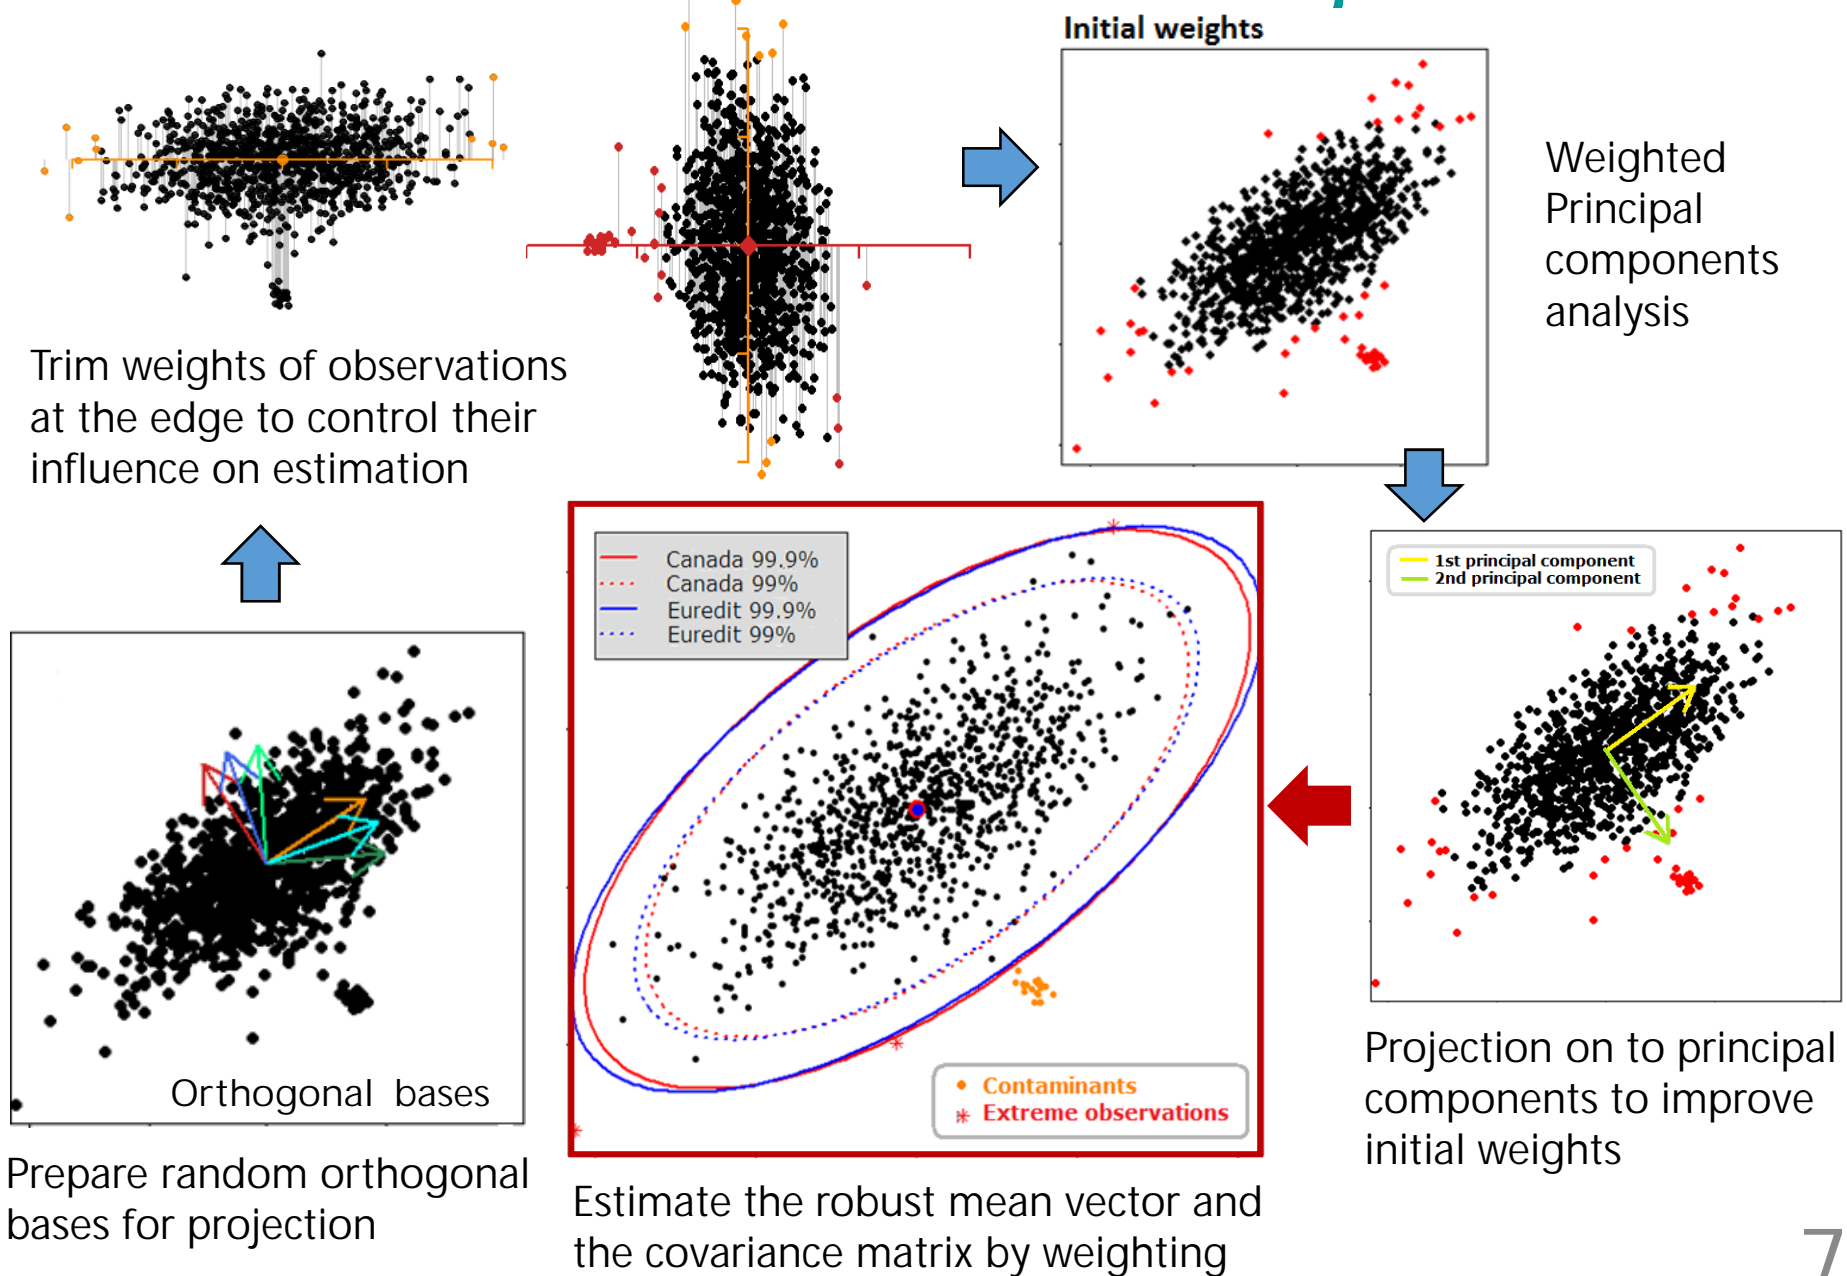 Initial weights
Weighted
Principal
components
analysis
Trim weights of observations
at the edge to control their
influence on estimation
Canada 99.9%
Canada 99%
Euredit 99.9%
Euredit 99%
1st principal component
2nd principal component
Contaminants
Extreme observations
Orthogonal bases
Projection on to principal
components to improve
initial weights
Prepare random orthogonal
bases for projection
Estimate the robust mean vector and
the covariance matrix by weighting
7